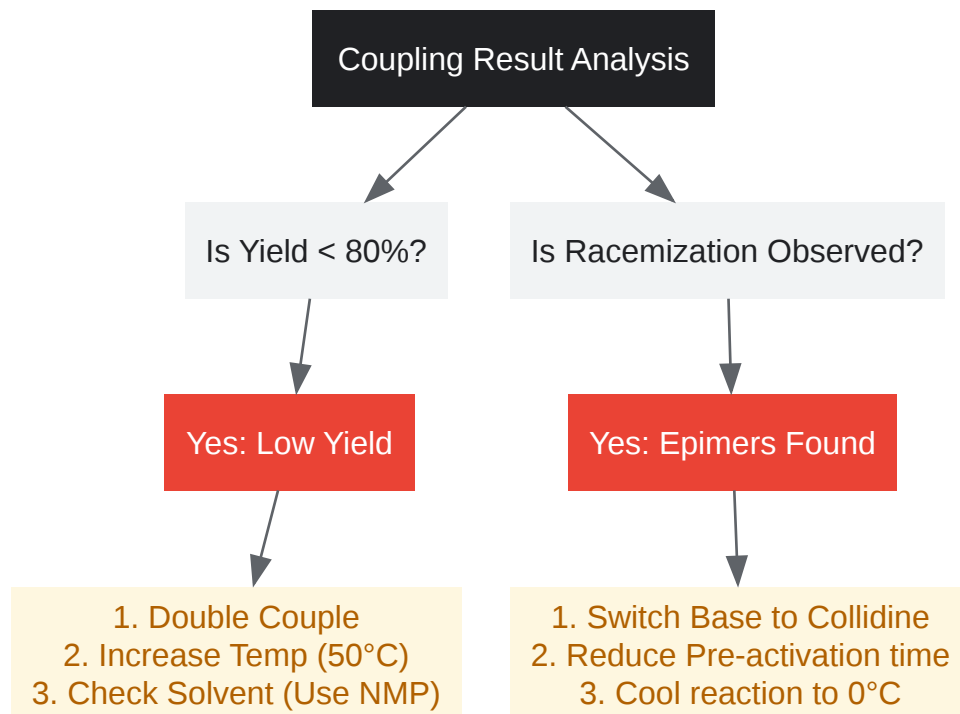 Coupling Result Analysis
Is Yield < 80%?
Is Racemization Observed?
Yes: Low Yield
Yes: Epimers Found
1. Double Couple
2. Increase Temp (50°C)
3. Check Solvent (Use NMP)
1. Switch Base to Collidine
2. Reduce Pre-activation time
3. Cool reaction to 0°C